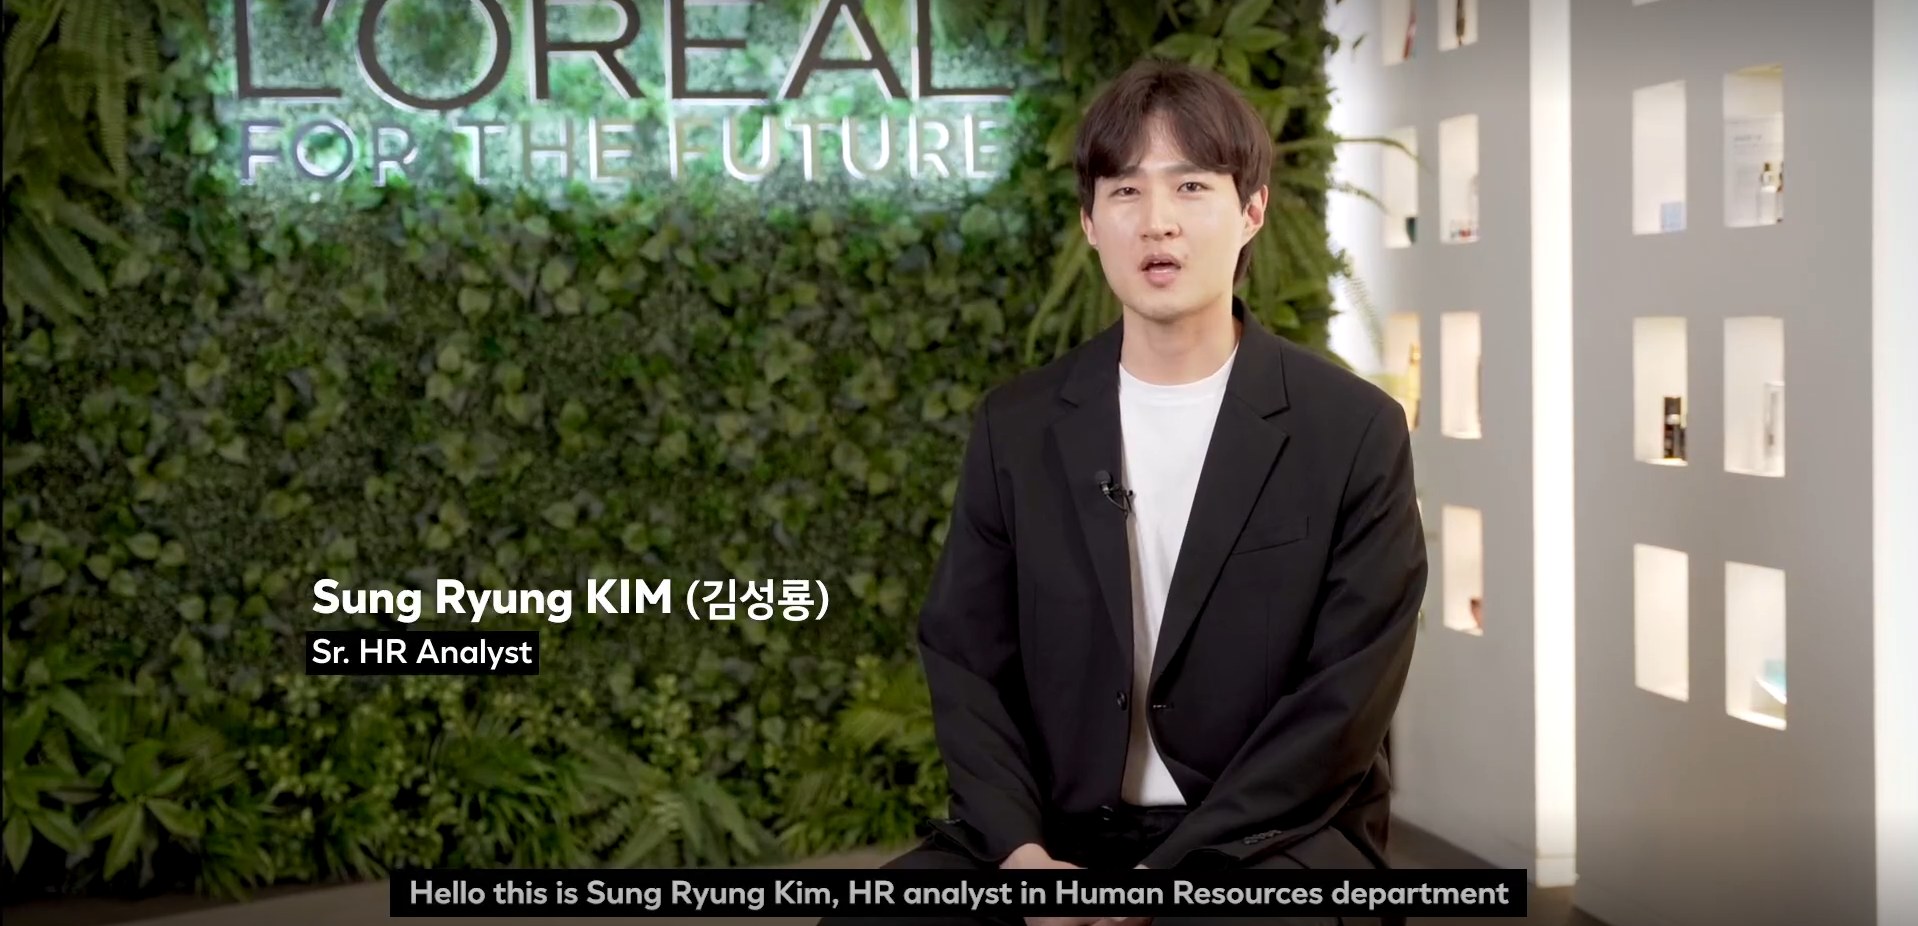 L'ORÉAL
FOR THE FUTURE
Sung Ryung KIM (김성룡)
Sr. HR Analyst
Hello this is Sung Ryung Kim, HR analyst in Human Resources department